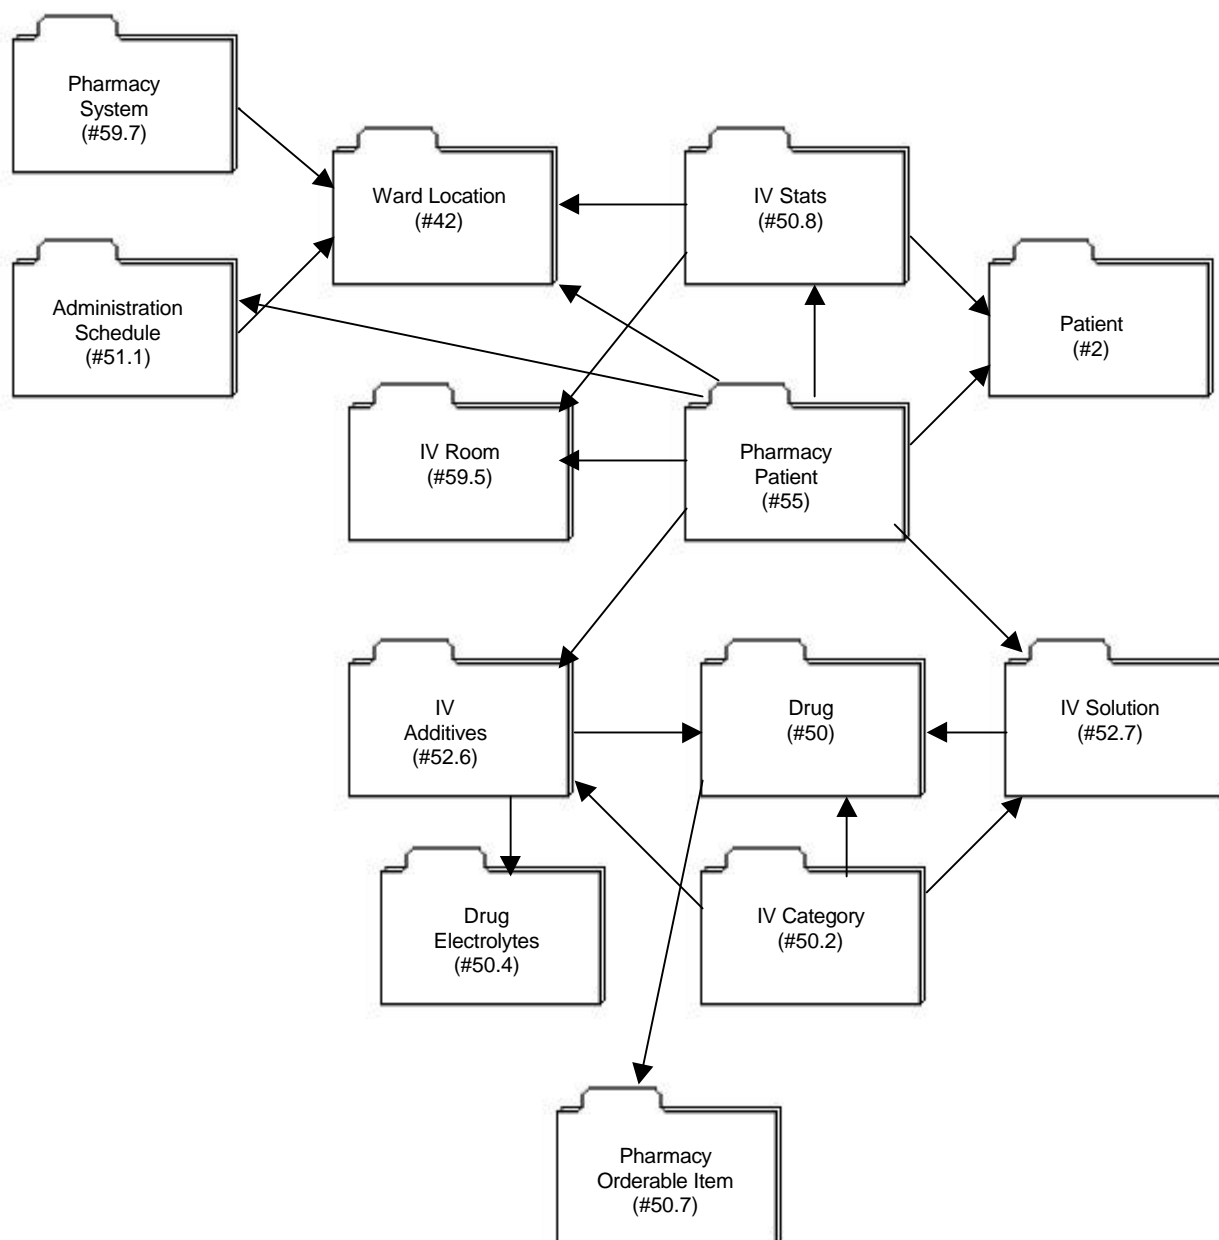 Pharmacy
System
(#59.7)
Ward Location
(#42)
IV Stats
(#50.8)
Administration
Schedule
(#51.1)
Patient
(#2)
IV Room
(#59.5)
Pharmacy
Patient
(#55)
IV
Additives
(#52.6)
Drug
(#50)
IV Solution
(#52.7)
Drug
Electrolytes
(#50.4)
IV Category
(#50.2)
Pharmacy
Orderable Item
(#50.7)